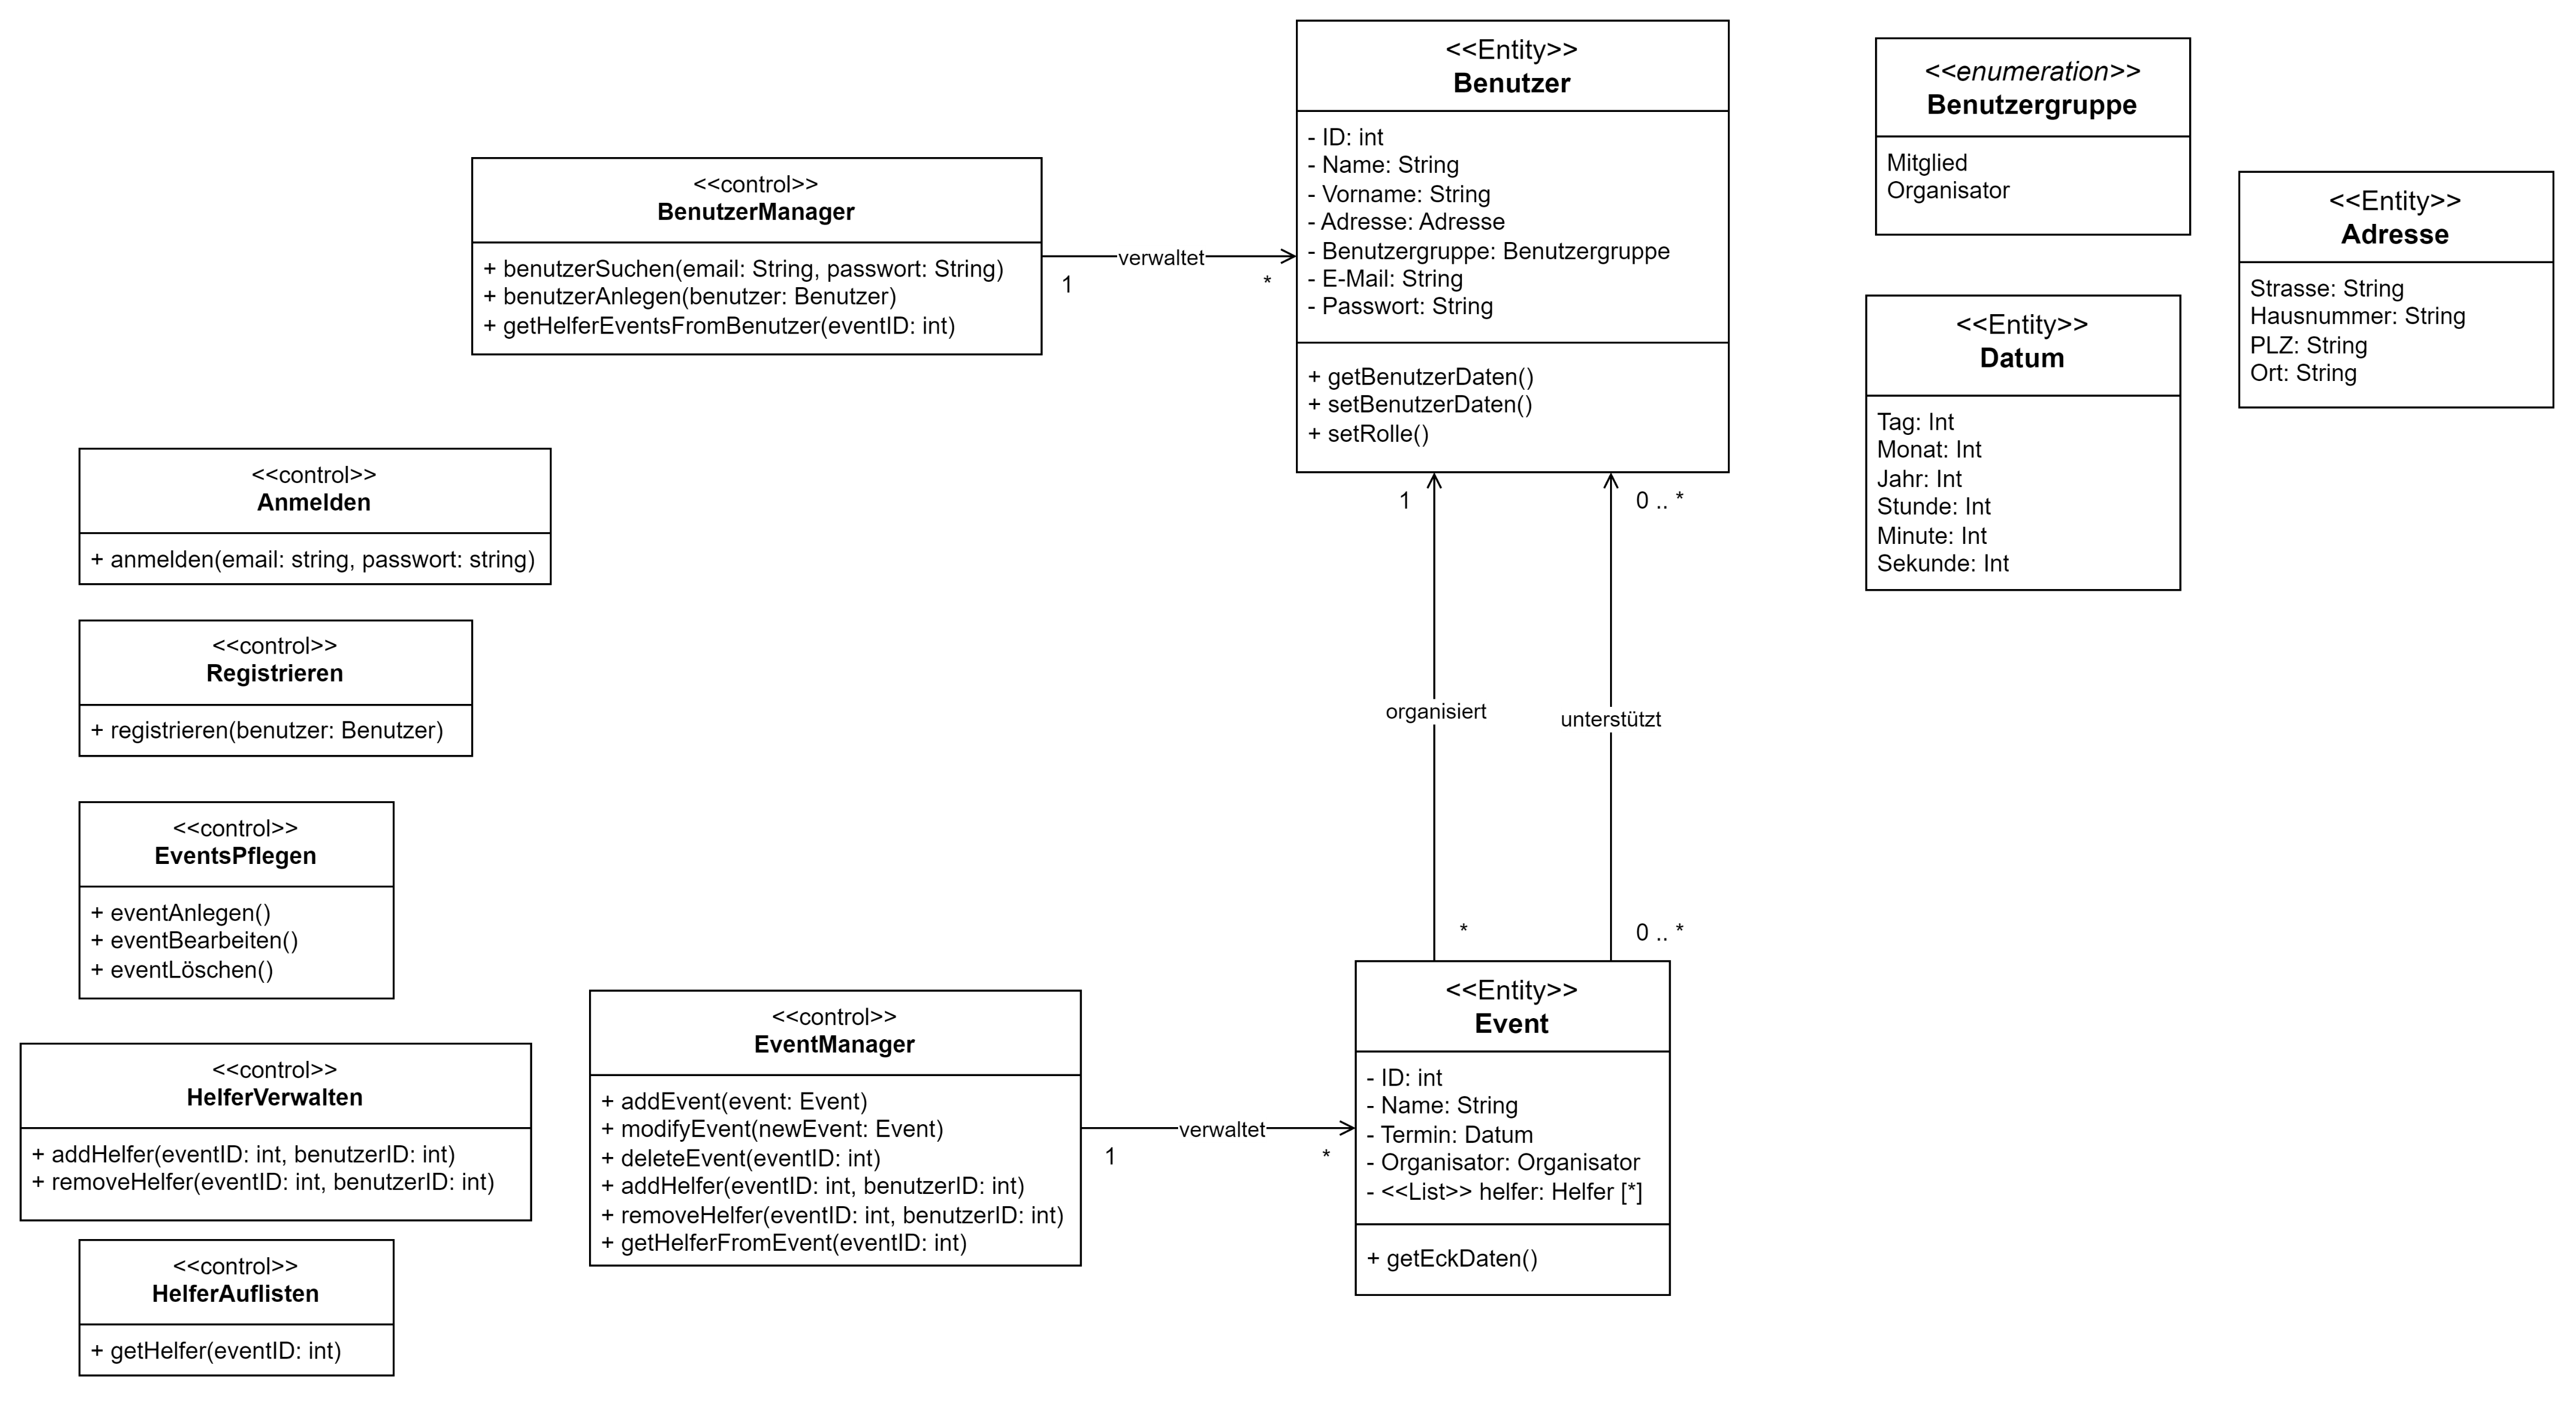 <<Entity>>
Benutzer
- ID: int
- Name: String
- Vorname: String
- Adresse: Adresse
- Benutzergruppe: Benutzergruppe
- E-Mail: String
- Passwort: String
+ getBenutzerDaten()
+ setBenutzerDaten()
+ setRolle()
<<enumeration>>
Benutzergruppe
Mitglied
Organisator
<<Entity>>
Adresse
Strasse: String
Hausnummer: String
PLZ: String
Ort: String
<<Entity>>
Datum
Tag: Int
Monat: Int
Jahr: Int
Stunde: Int
Minute: Int
Sekunde: Int
<<control>>
BenutzerManager
+ benutzerSuchen(email: String, passwort: String)
+ benutzerAnlegen(benutzer: Benutzer)
+ getHelferEventsFromBenutzer(eventID: int)
verwaltet
1
*
<<control>>
Anmelden
+ anmelden(email: string, passwort: string)
<<control>>
Registrieren
+ registrieren(benutzer: Benutzer)
<<control>>
EventsPflegen
+ eventAnlegen()
+ eventBearbeiten()
+ eventLöschen()
<<control>>
HelferVerwalten
+ addHelfer(eventID: int, benutzerID: int)
+ removeHelfer(eventID: int, benutzerID: int)
<<control>>
HelferAuflisten
+ getHelfer(eventID: int)
1
0 .. *
organisiert
unterstützt
*
0 .. *
<<control>>
EventManager
+ addEvent(event: Event)
+ modifyEvent(newEvent: Event)
+ deleteEvent(eventID: int)
+ addHelfer(eventID: int, benutzerID: int)
+ removeHelfer(eventID: int, benutzerID: int)
+ getHelferFromEvent(eventID: int)
verwaltet
1
*
<<Entity>>
Event
- ID: int
- Name: String
- Termin: Datum
- Organisator: Organisator
- <<List>> helfer: Helfer [*]
+ getEckDaten()